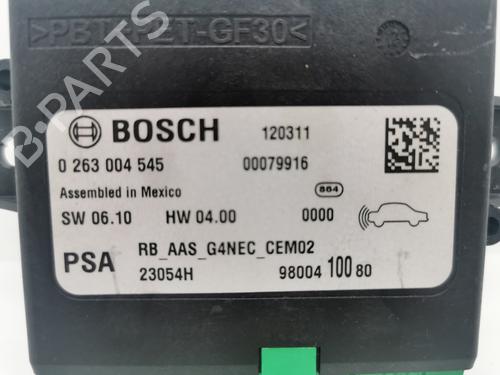 >PBT+PET-GF30<
B-PARTS
BOSCH 120311
0 263 004 545 00079916
Assembled in Mexico 884
SW 06.10 HW 04.00 0000
PSA RB_AAS_G4NEC_CEM02
23054H 98004 100 80